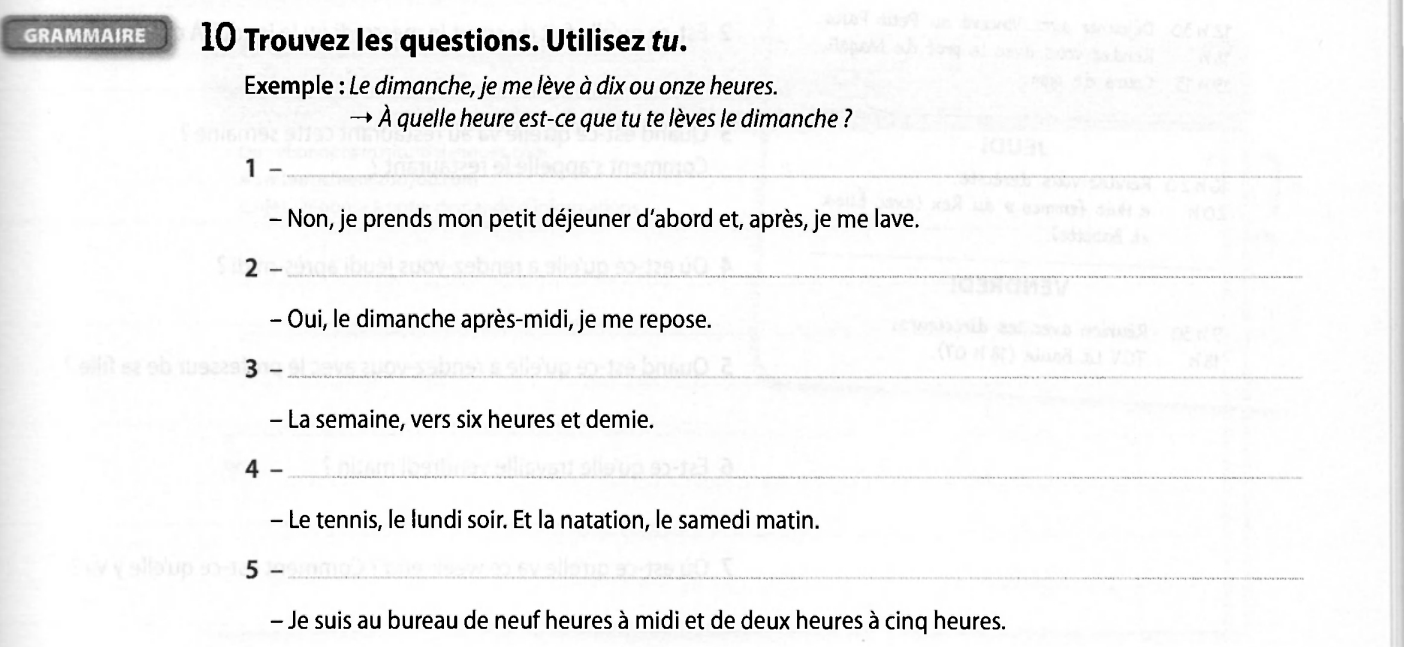 GRAMMAIRE
10 Trouvez les questions. Utilisez tu.
Exemple : Le dimanche, je me lève à dix ou onze heures.
→ À quelle heure est-ce que tu te lèves le dimanche ?
1 –
– Non, je prends mon petit déjeuner d'abord et, après, je me lave.
2 –
– Oui, le dimanche après-midi, je me repose.
3 –
– La semaine, vers six heures et demie.
4 –
– Le tennis, le lundi soir. Et la natation, le samedi matin.
5 –
– Je suis au bureau de neuf heures à midi et de deux heures à cinq heures.